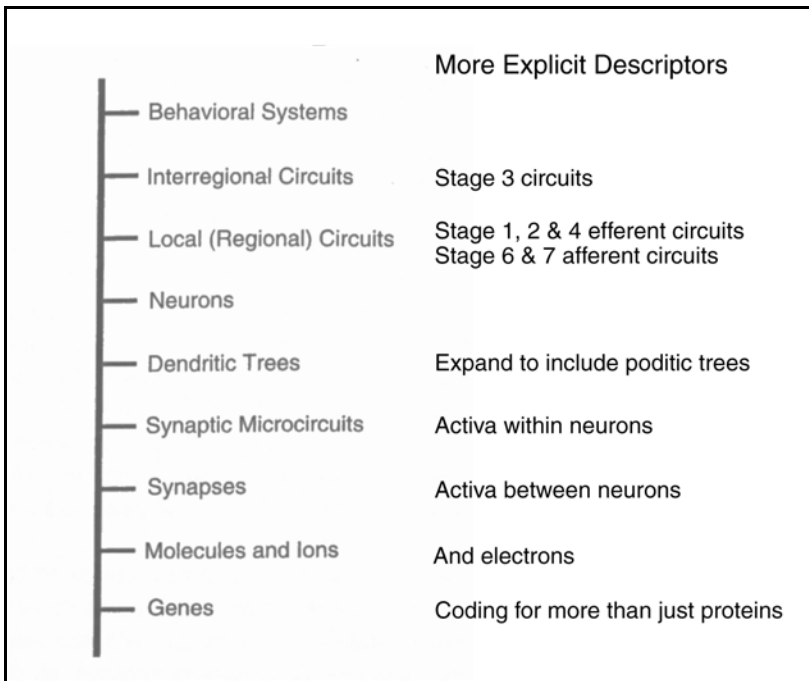 More Explicit Descriptors
Behavioral Systems
Interregional Circuits Stage 3 circuits
Local (Regional) Circuits Stage 1, 2 & 4 efferent circuits
Stage 6 & 7 afferent circuits
Neurons
Dendritic Trees Expand to include poditic trees
Synaptic Microcircuits Activa within neurons
Synapses Activa between neurons
Molecules and Ions And electrons
Genes Coding for more than just proteins